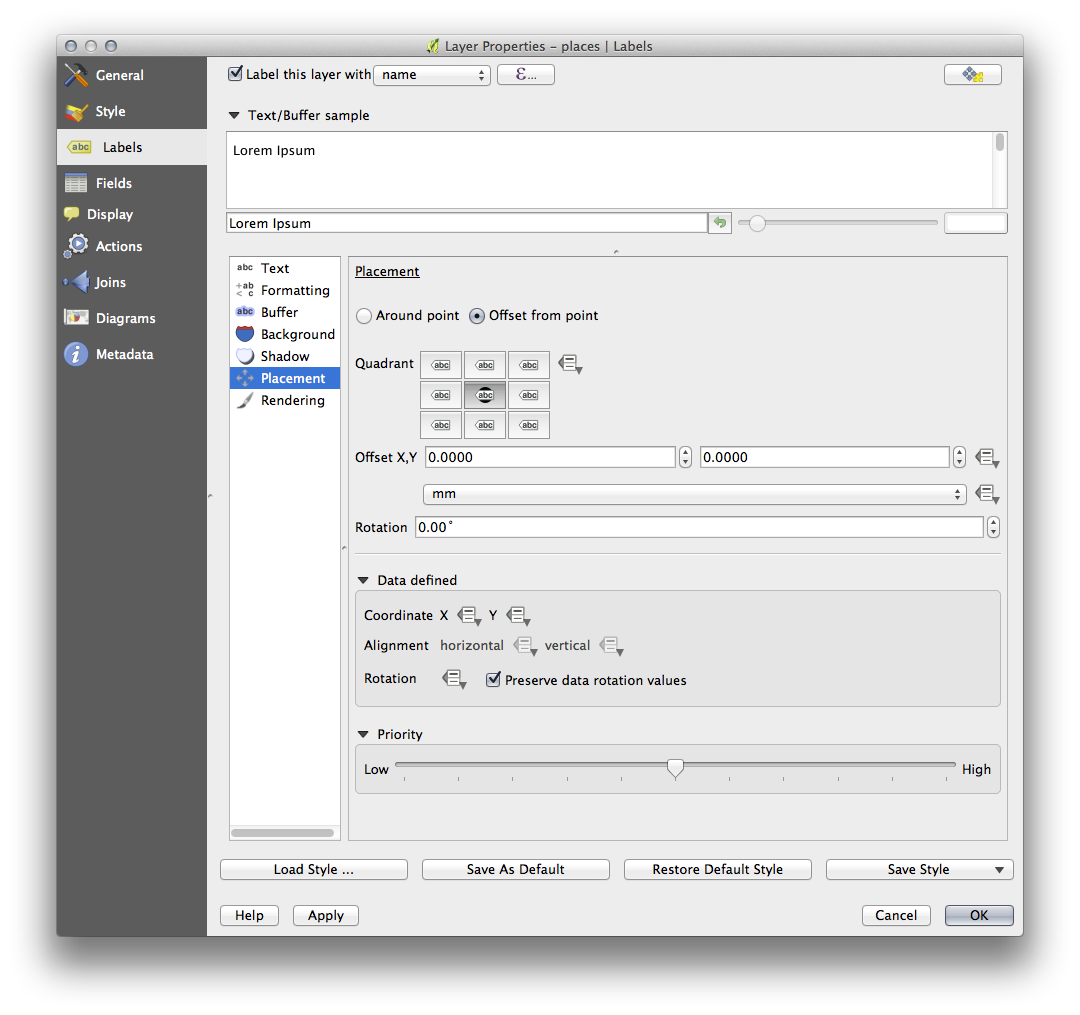 Layer Properties - places | Labels
General
Style
abc Labels
Fields
Display
Actions
Joins
Diagrams
Metadata
Label this layer with name ε...
Text/Buffer sample
Lorem Ipsum
Lorem Ipsum
abc Text
+ab < c Formatting
abc Buffer
Background
Shadow
Placement
Rendering
Placement
Around point Offset from point
Quadrant abc abc abc
abc abc abc
abc abc abc
Offset X,Y 0.0000 0.0000
mm
Rotation 0.00°
Data defined
Coordinate X Y
Alignment horizontal vertical
Rotation Preserve data rotation values
Priority
Low High
Load Style ... Save As Default Restore Default Style Save Style
Help Apply Cancel OK